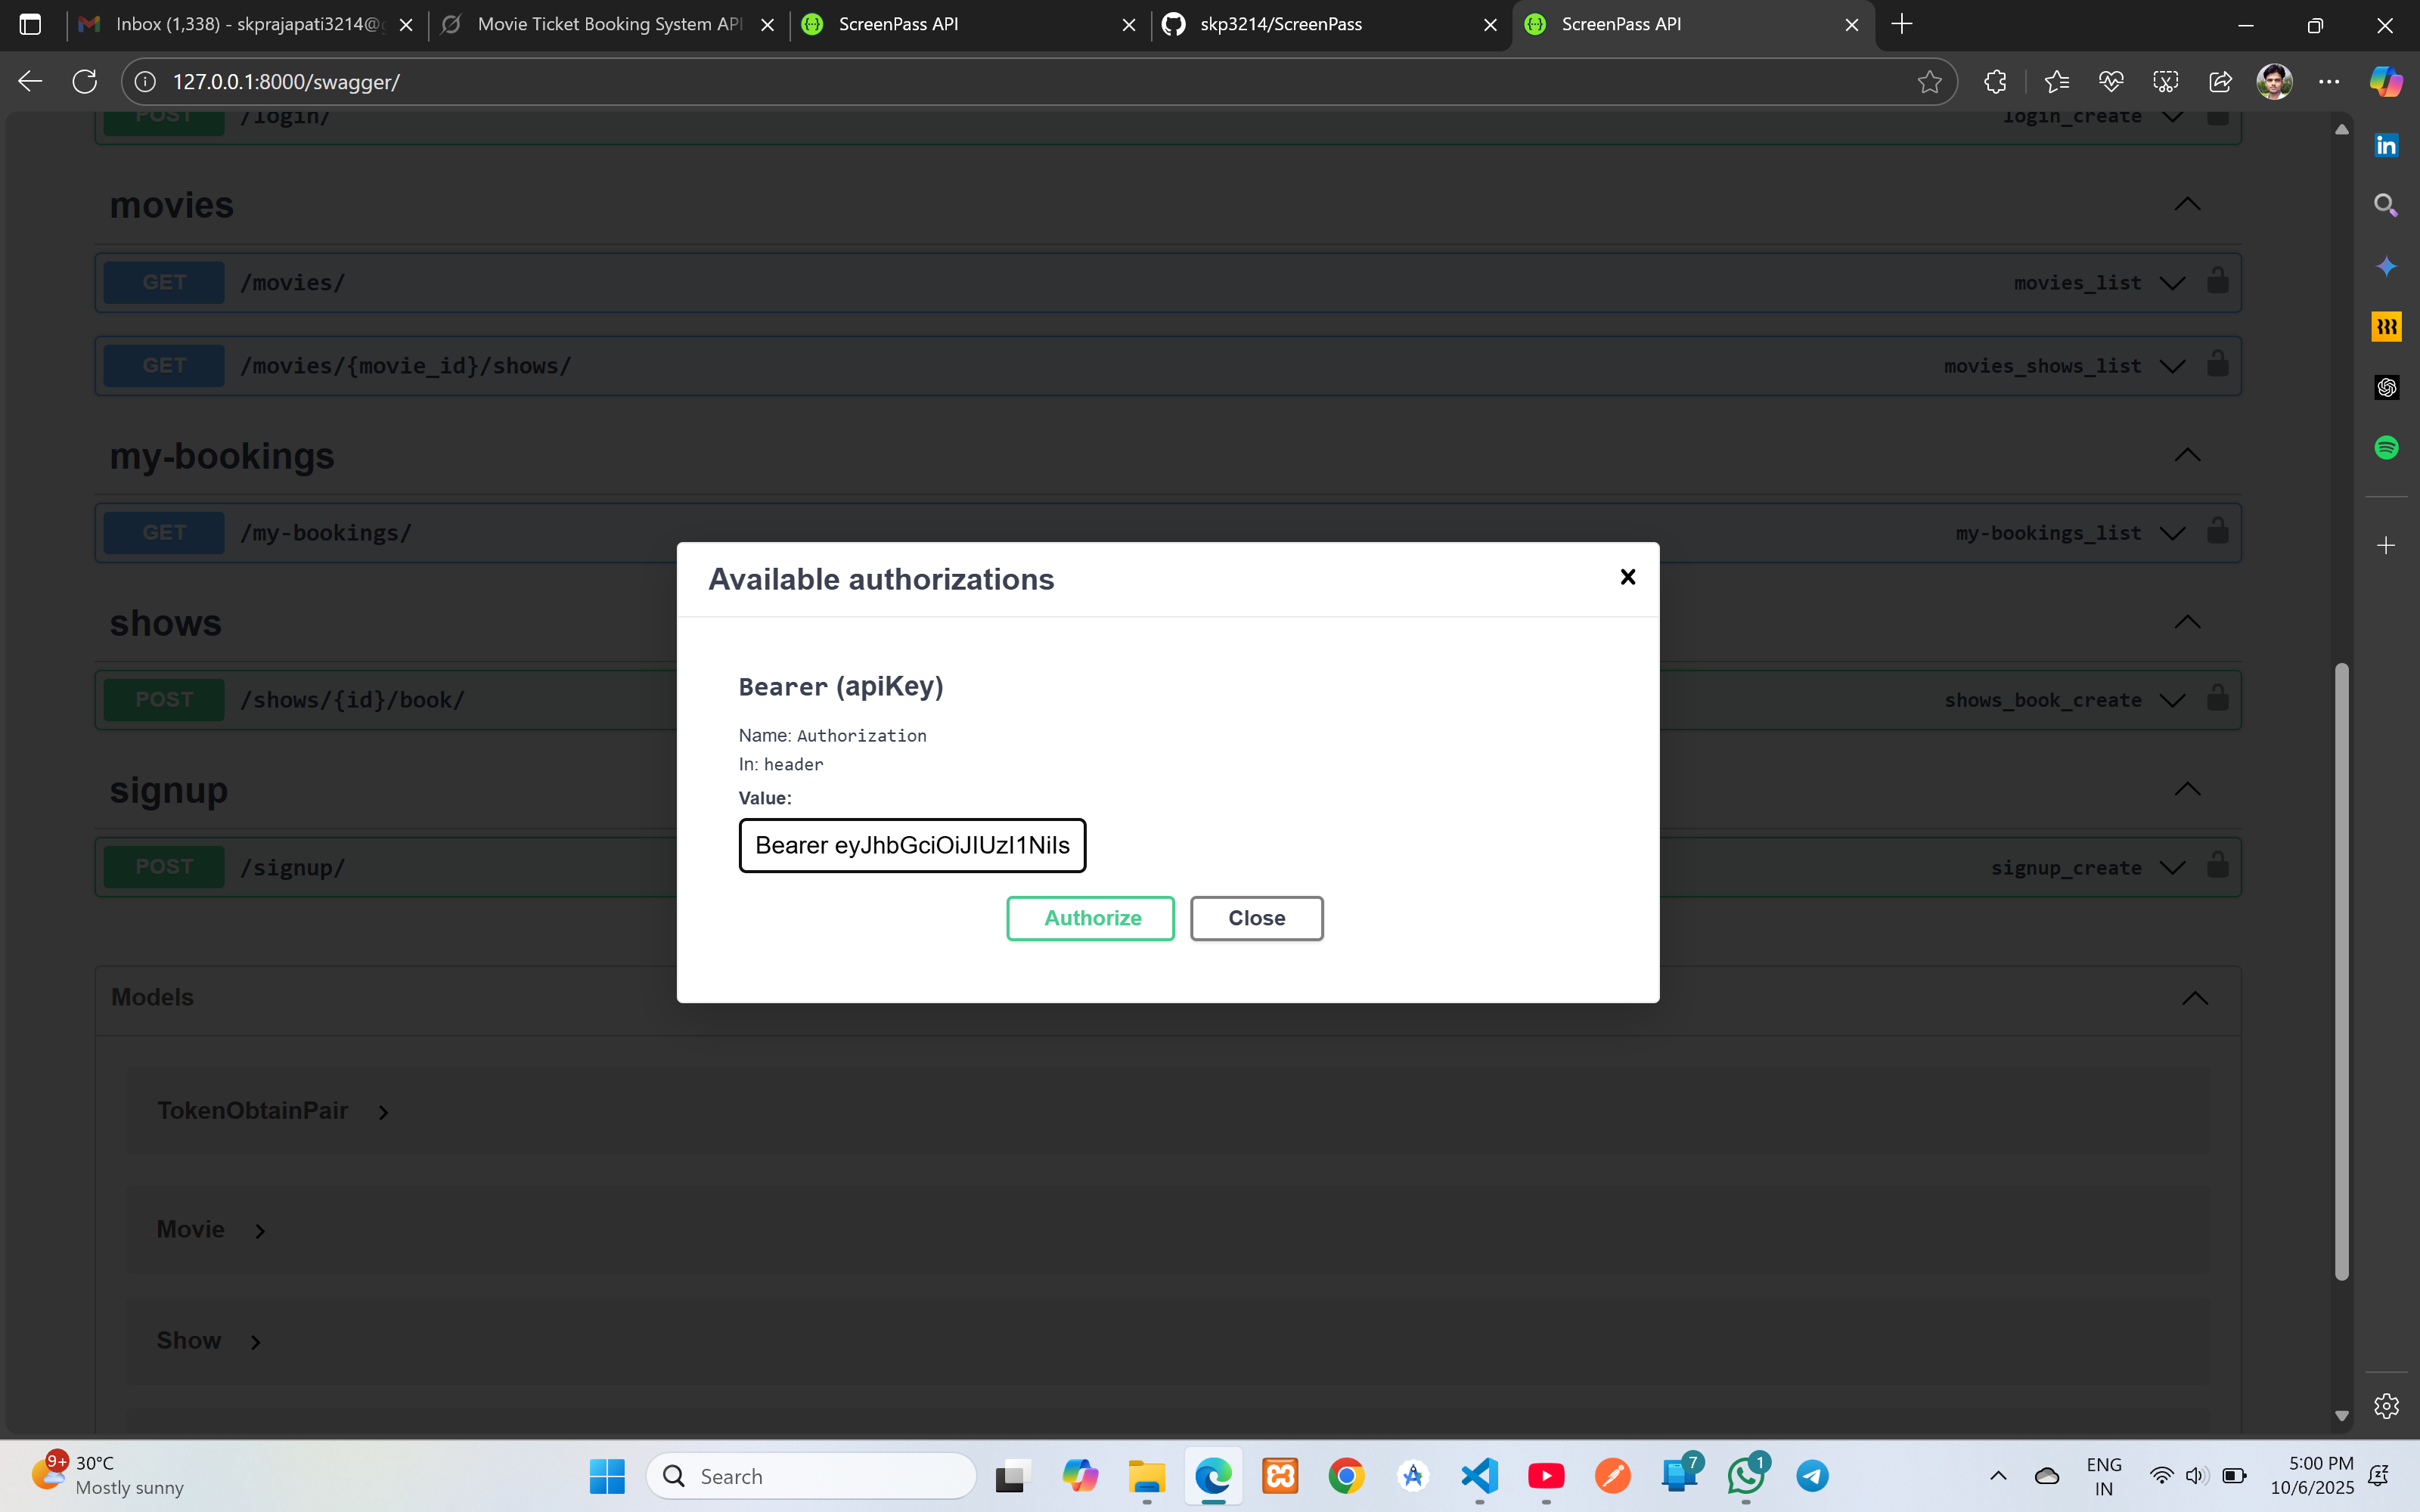 Inbox (1,338) - skprajapati3214@g
Movie Ticket Booking System API
ScreenPass API
skp3214/ScreenPass
ScreenPass API
127.0.0.1:8000/swagger/
POST /login/ login_create
movies
GET /movies/ movies_list
GET /movies/{movie_id}/shows/ movies_shows_list
my-bookings
GET /my-bookings/ my-bookings_list
shows
POST /shows/{id}/book/ shows_book_create
signup
POST /signup/ signup_create
Available authorizations
Bearer (apiKey)
Name: Authorization
In: header
Value:
Bearer eyJhbGciOiJIUzI1NiIs
Authorize Close
Models
TokenObtainPair
Movie
Show
9+
30°C
Mostly sunny
Search
7
1
ENG
IN
5:00 PM
10/6/2025